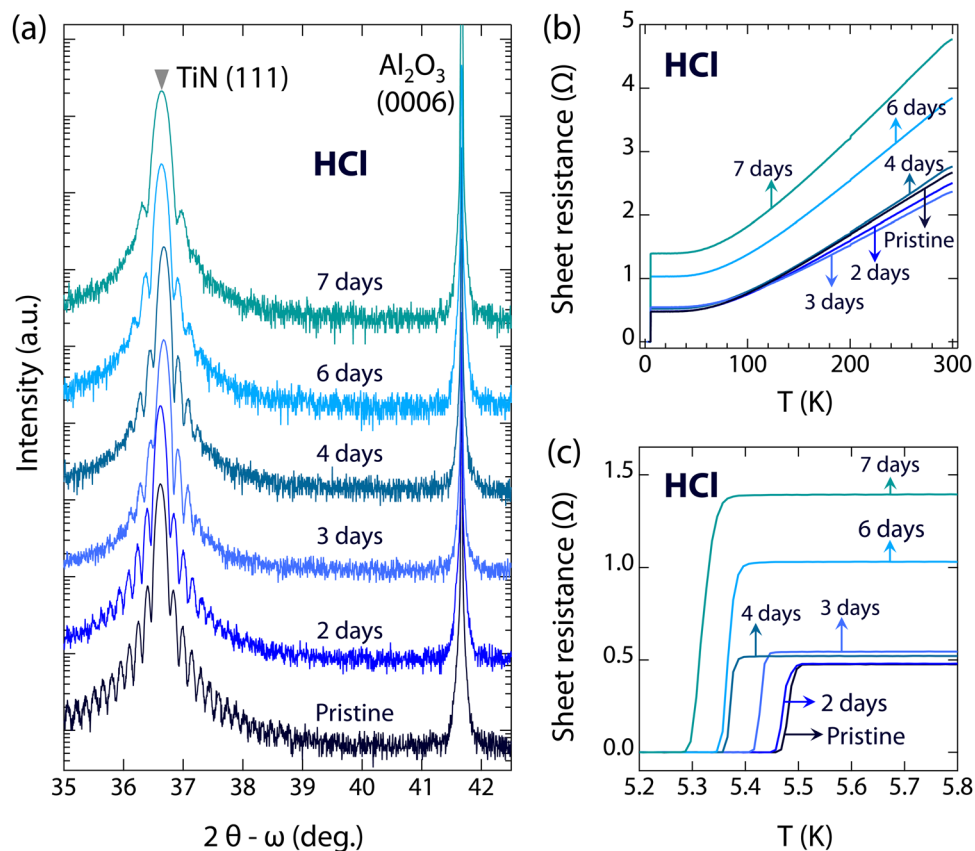 (a)
TiN (111)
Al₂O₃
(0006)
HCl
7 days
6 days
4 days
3 days
2 days
Pristine
Intensity (a.u.)
35 36 37 38 39 40 41 42
2 θ - ω (deg.)
(b)
HCl
5
4
3
2
1
0
Sheet resistance (Ω)
6 days
7 days
4 days
Pristine
2 days
3 days
0 100 200 300
T (K)
(c)
HCl
1.5
1.0
0.5
0.0
Sheet resistance (Ω)
7 days
6 days
4 days
3 days
2 days
Pristine
5.2 5.3 5.4 5.5 5.6 5.7 5.8
T (K)